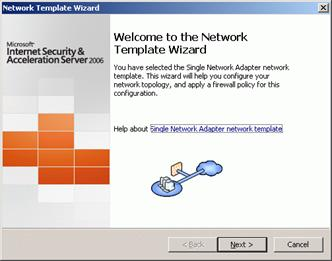 Network Template Wizard
Microsoft
Internet Security &
Acceleration Server 2006
Welcome to the Network
Template Wizard
You have selected the Single Network Adapter network
template. This wizard will help you configure your
network topology, and apply a firewall policy for this
configuration.
Help about Single Network Adapter network template
< Back
Next >
Cancel